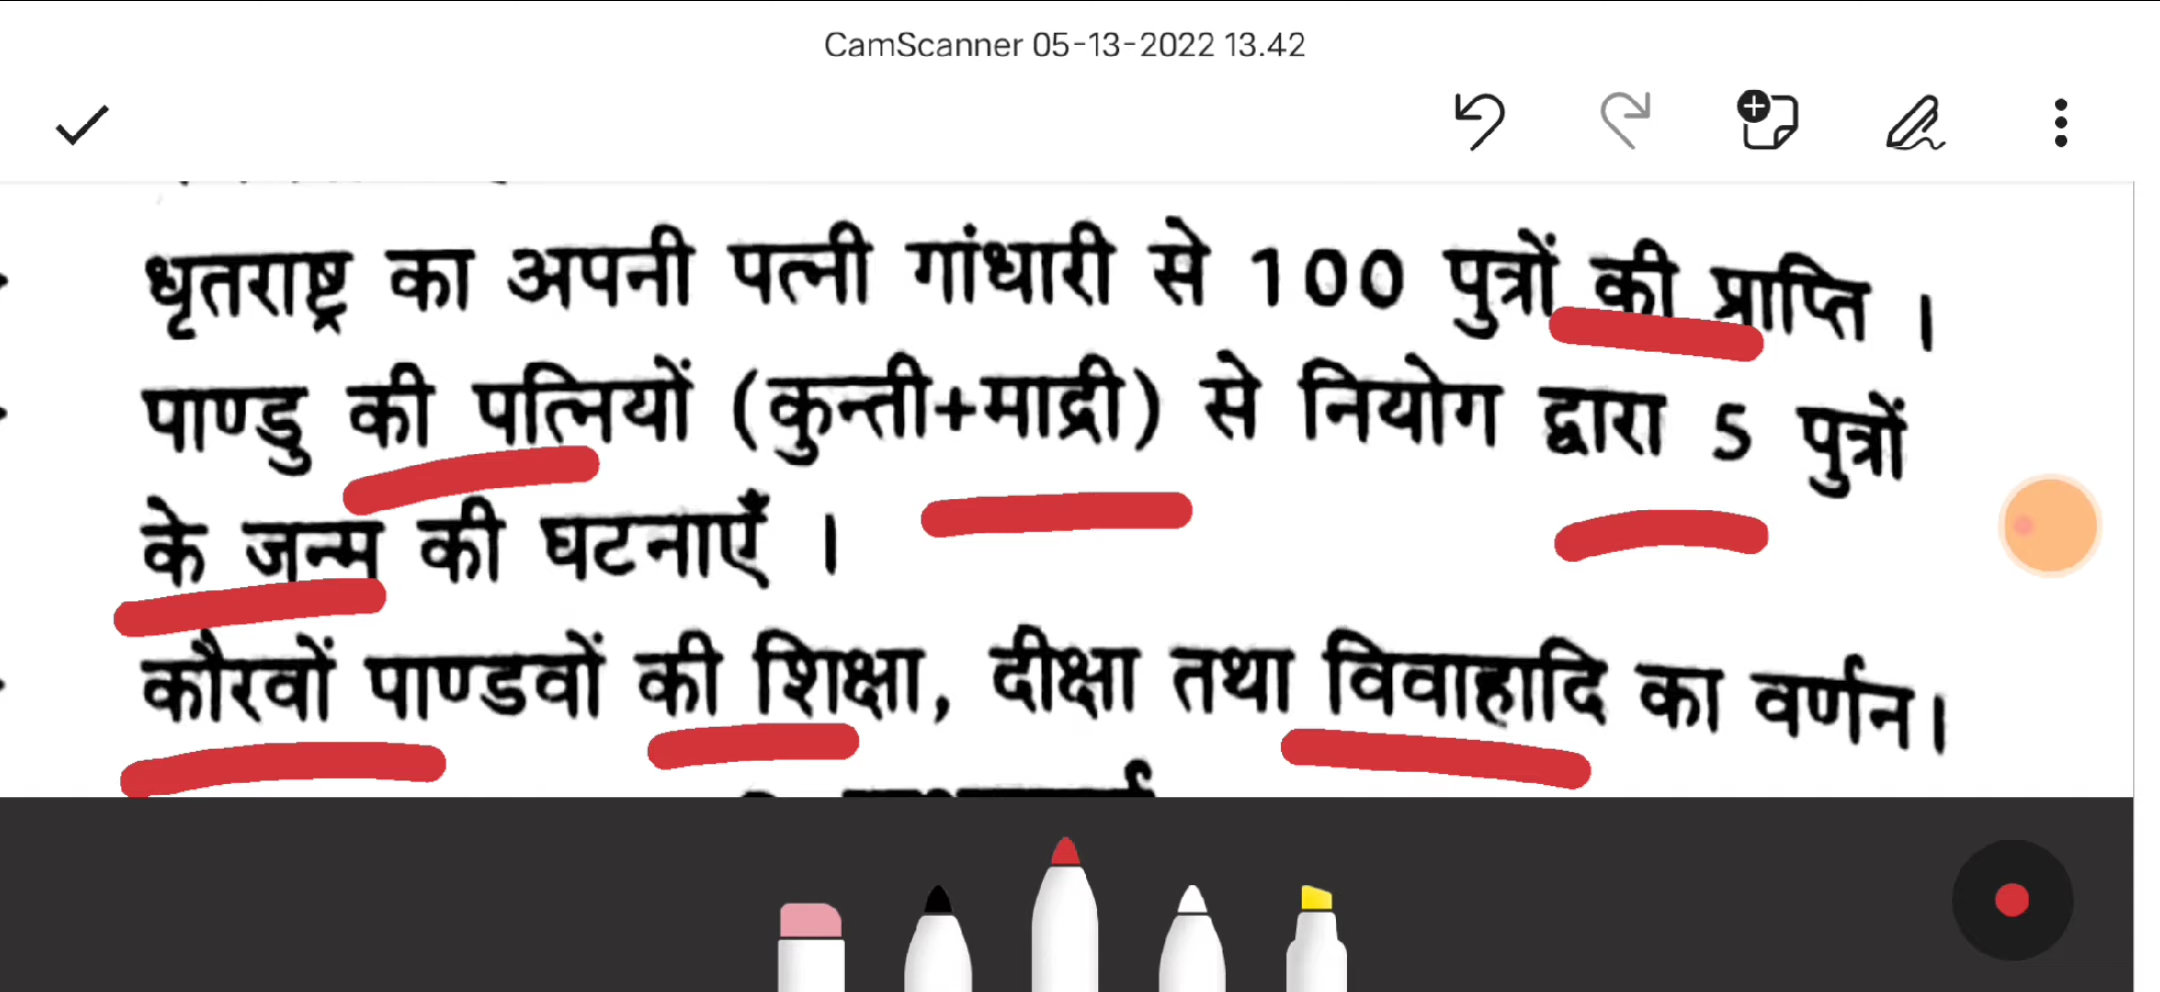 CamScanner 05-13-2022 13.42
धृतराष्ट्र का अपनी पत्नी गांधारी से 100 पुत्रों की प्राप्ति ।
पाण्डु की पत्नियों (कुन्ती+माद्री) से नियोग द्वारा 5 पुत्रों
के जन्म की घटनाएँ ।
कौरवों पाण्डवों की शिक्षा, दीक्षा तथा विवाहादि का वर्णन।